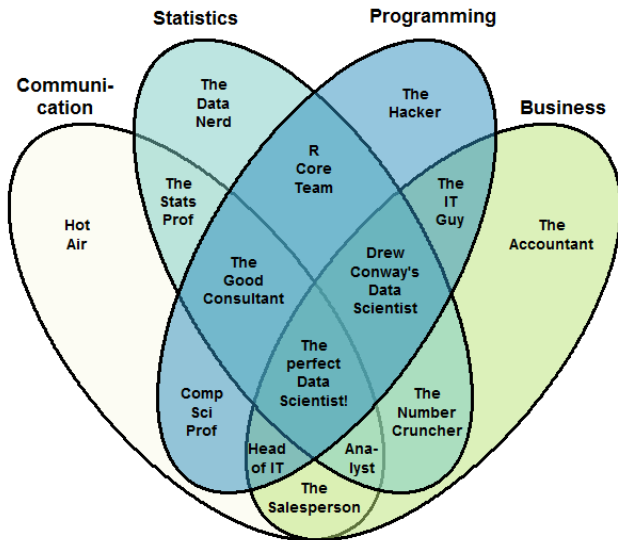 Statistics
Programming
Communi-
cation
Business
The
Data
Nerd
The
Hacker
R
Core
Team
The
Stats
Prof
The
IT
Guy
Hot
Air
The
Accountant
The
Good
Consultant
Drew
Conway's
Data
Scientist
The
perfect
Data
Scientist!
Comp
Sci
Prof
The
Number
Cruncher
Head
of IT
Ana-
lyst
The
Salesperson